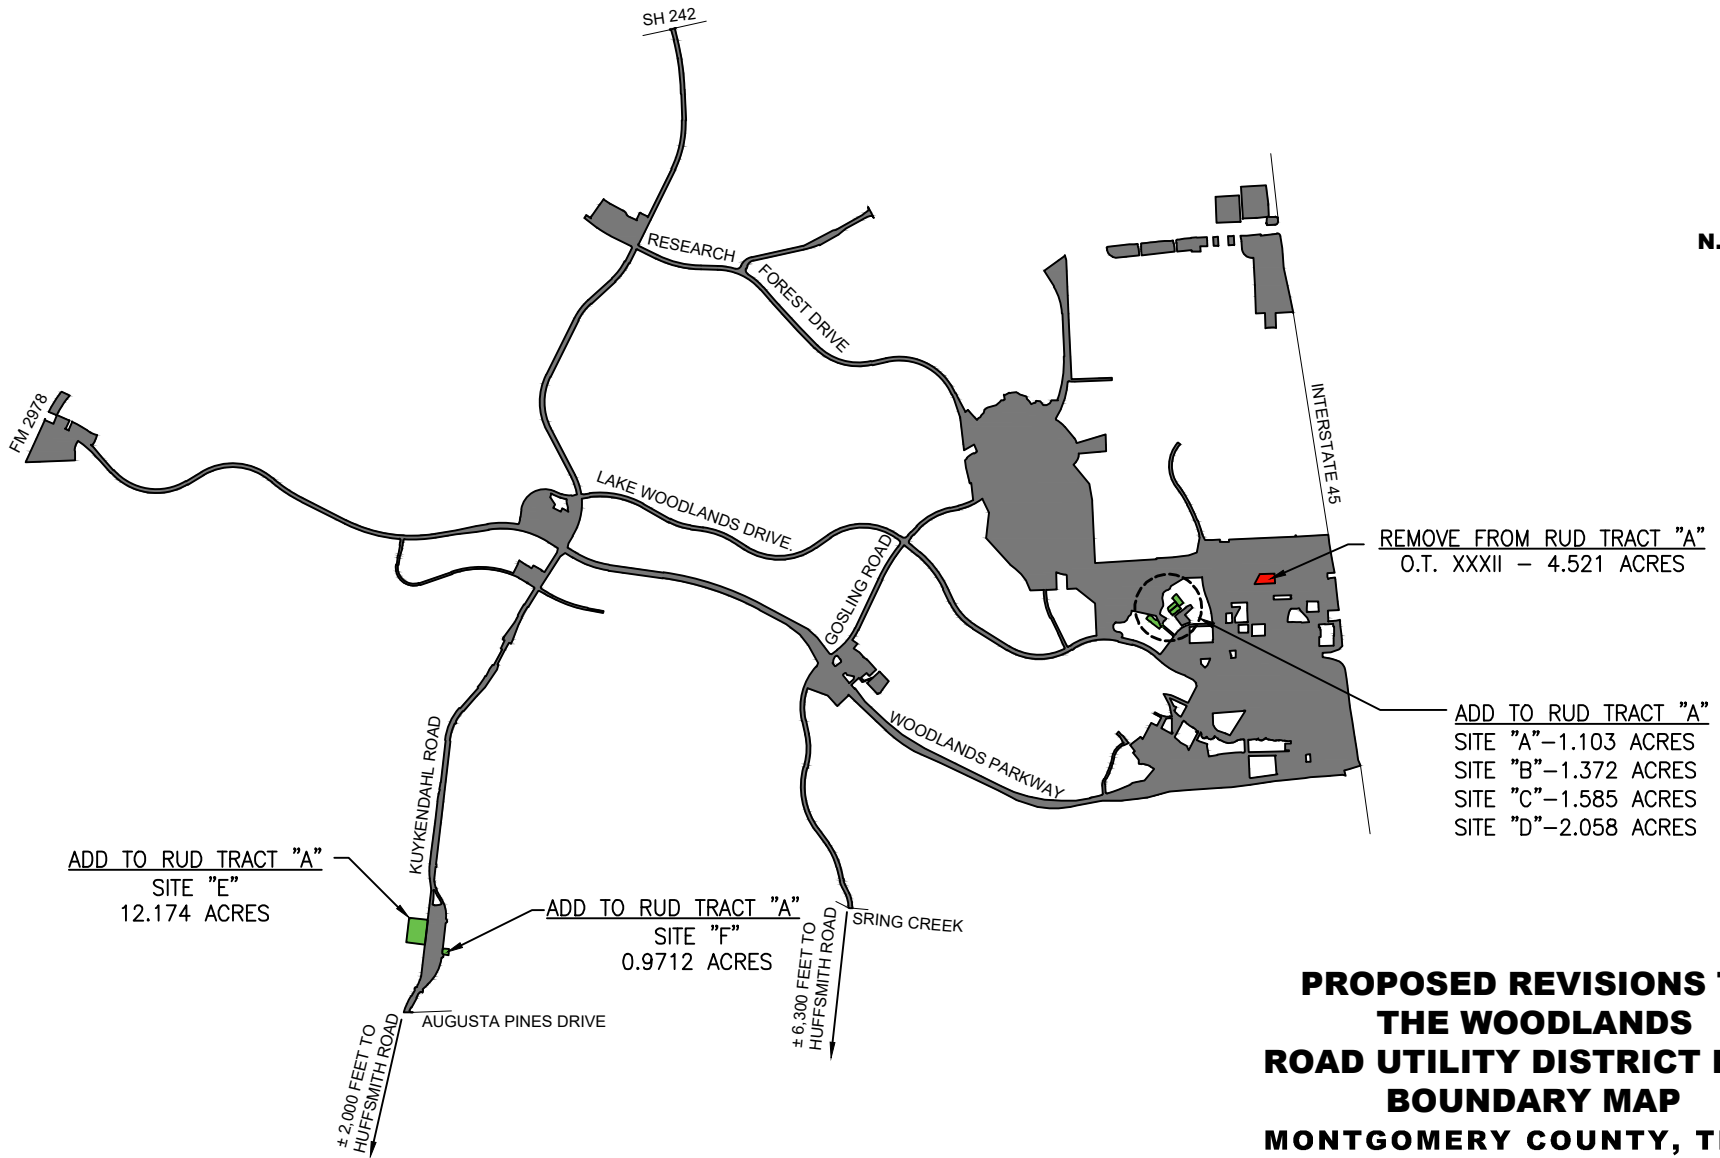 SH 242
RESEARCH
FOREST DRIVE
N.
INTERSTATE 45
FM 2978
LAKE WOODLANDS DRIVE.
GOSLING ROAD
REMOVE FROM RUD TRACT "A"
O.T. XXXII – 4.521 ACRES
WOODLANDS PARKWAY
ADD TO RUD TRACT "A"
SITE "A"–1.103 ACRES
SITE "B"–1.372 ACRES
SITE "C"–1.585 ACRES
SITE "D"–2.058 ACRES
KUYKENDAHL ROAD
ADD TO RUD TRACT "A"
SITE "E"
12.174 ACRES
ADD TO RUD TRACT "A"
SITE "F"
0.9712 ACRES
SRING CREEK
± 6,300 FEET TO
HUFFSMITH ROAD
AUGUSTA PINES DRIVE
± 2,000 FEET TO
HUFFSMITH ROAD
PROPOSED REVISIONS
THE WOODLANDS
ROAD UTILITY DISTRICT
BOUNDARY MAP
MONTGOMERY COUNTY,